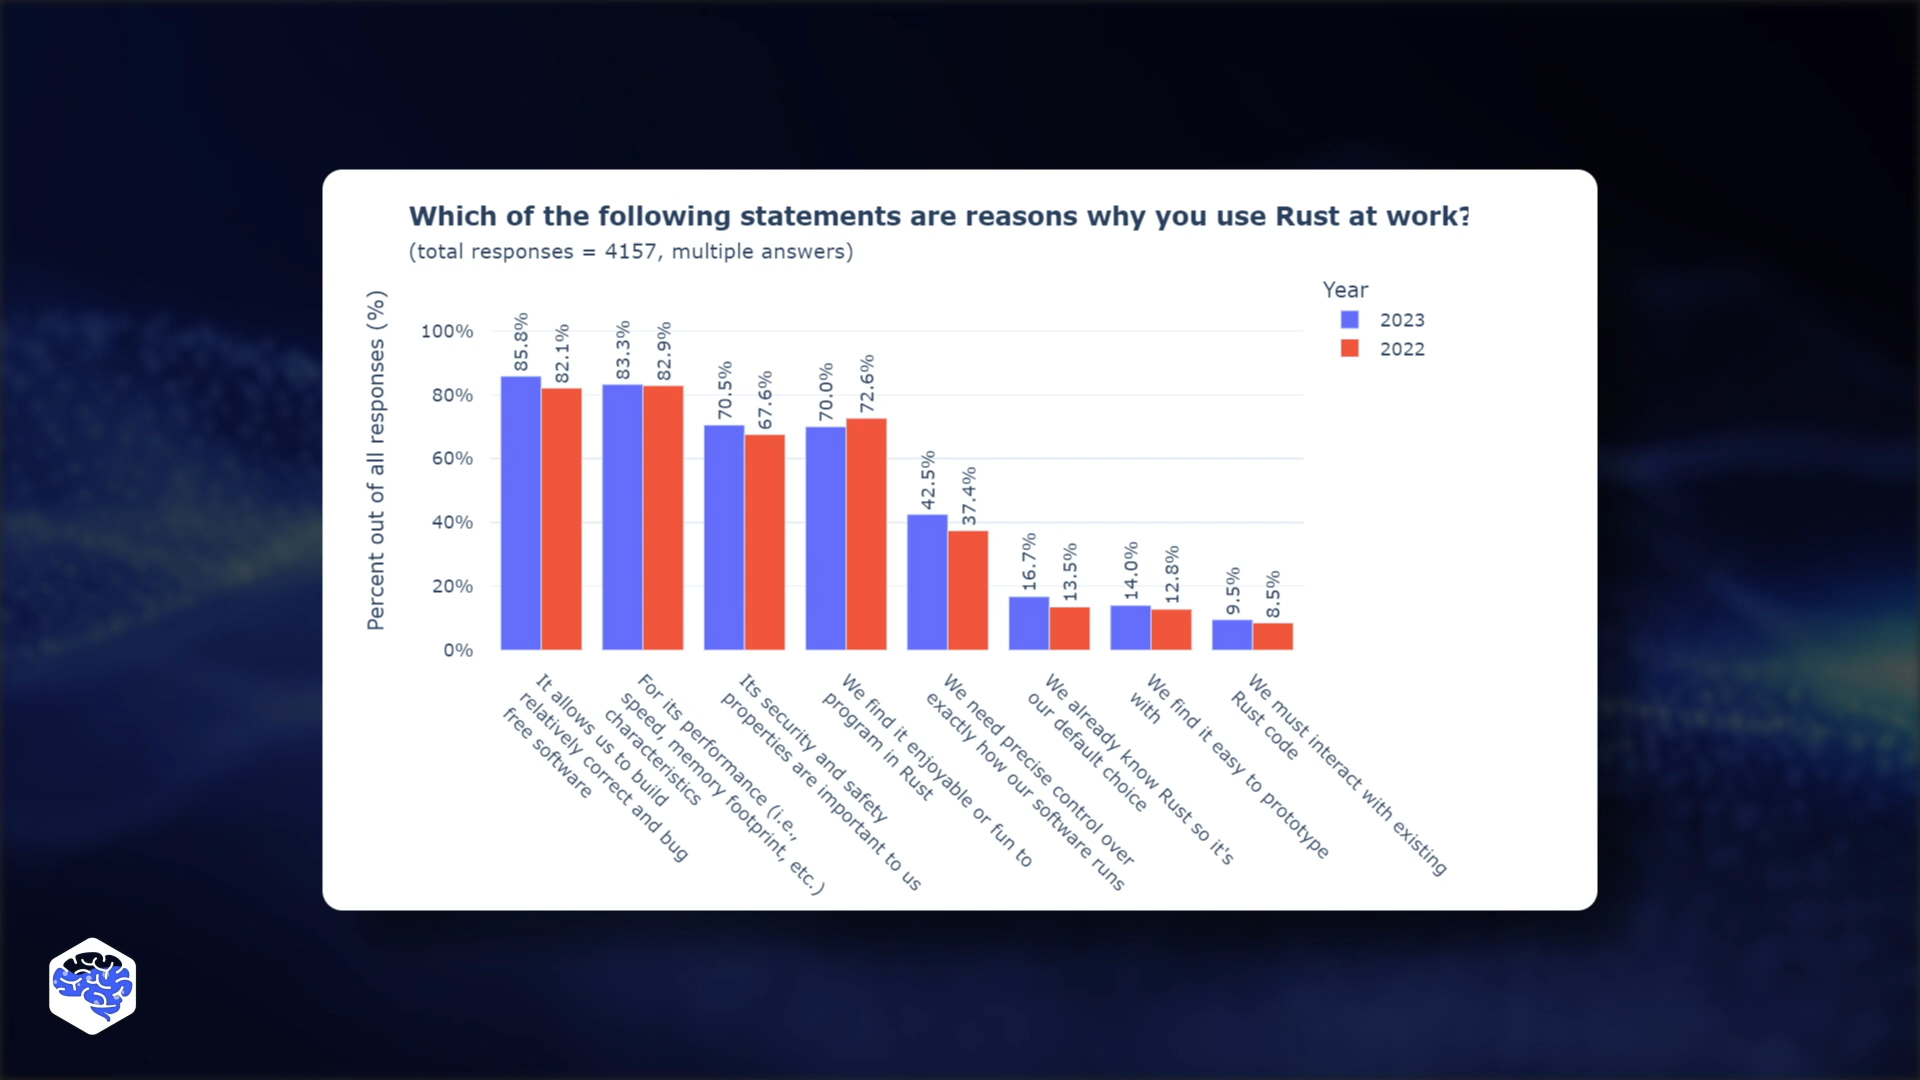 Which of the following statements are reasons why you use Rust at work?
(total responses = 4157, multiple answers)
Year
2023
2022
Percent out of all responses (%)
100%
80%
60%
40%
20%
0%
85.8%
82.1%
83.3%
82.9%
70.5%
67.6%
70.0%
72.6%
42.5%
37.4%
16.7%
13.5%
14.0%
12.8%
9.5%
8.5%
It allows us to build
relatively correct and bug
free software
For its performance (i.e.,
speed, memory footprint, etc.)
characteristics
Its security and safety
properties are important to us
We find it enjoyable or fun to
program in Rust
We need precise control over
exactly how our software runs
We already know Rust so it's
our default choice
We find it easy to prototype
with
We must interact with existing
Rust code